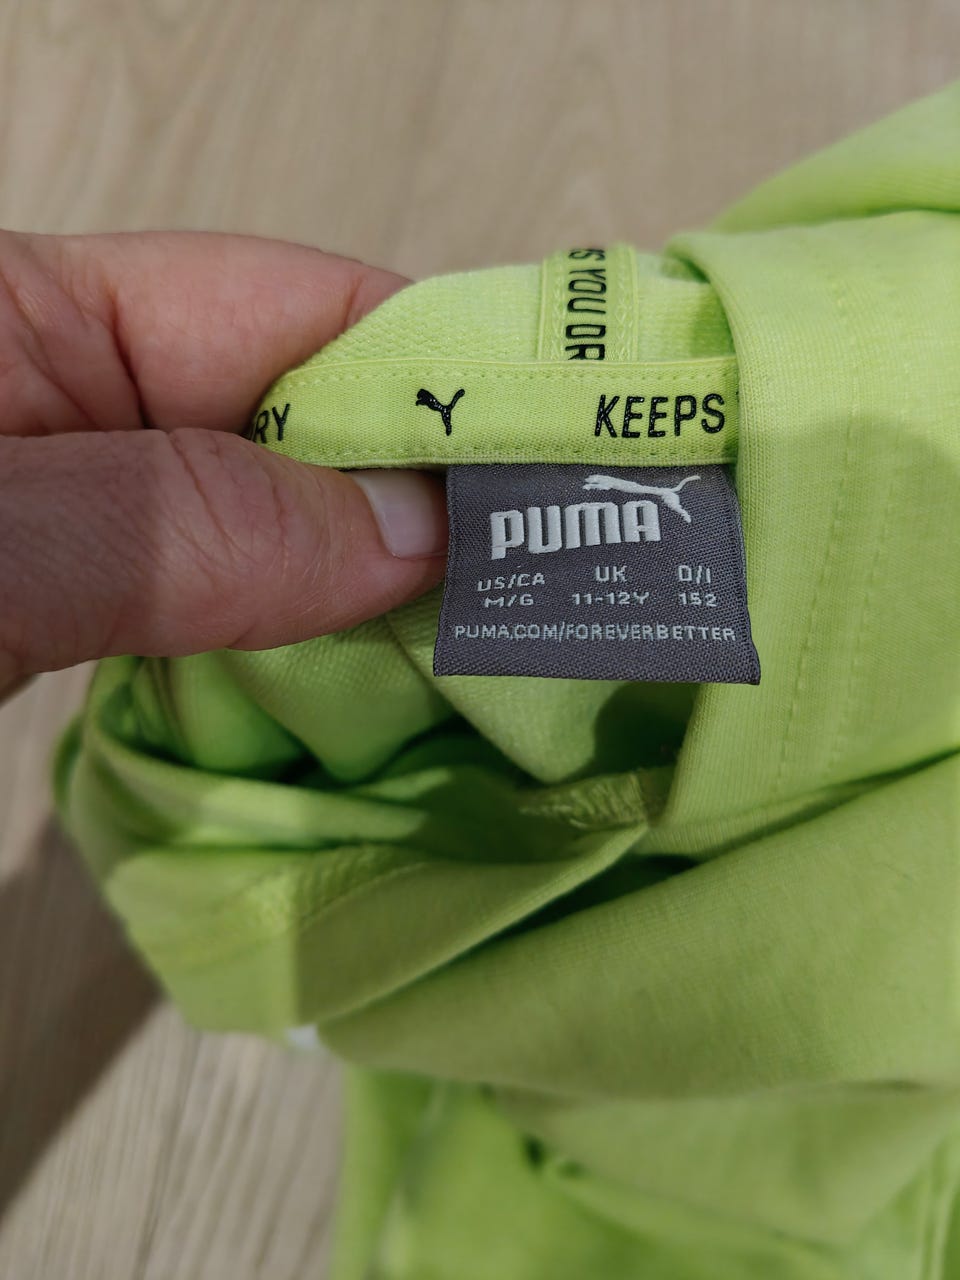 S YOU DR
RY KEEPS
PUMA
US/CA UK D/I
M/G 11-12Y 152
PUMA.COM/FOREVERBETTER